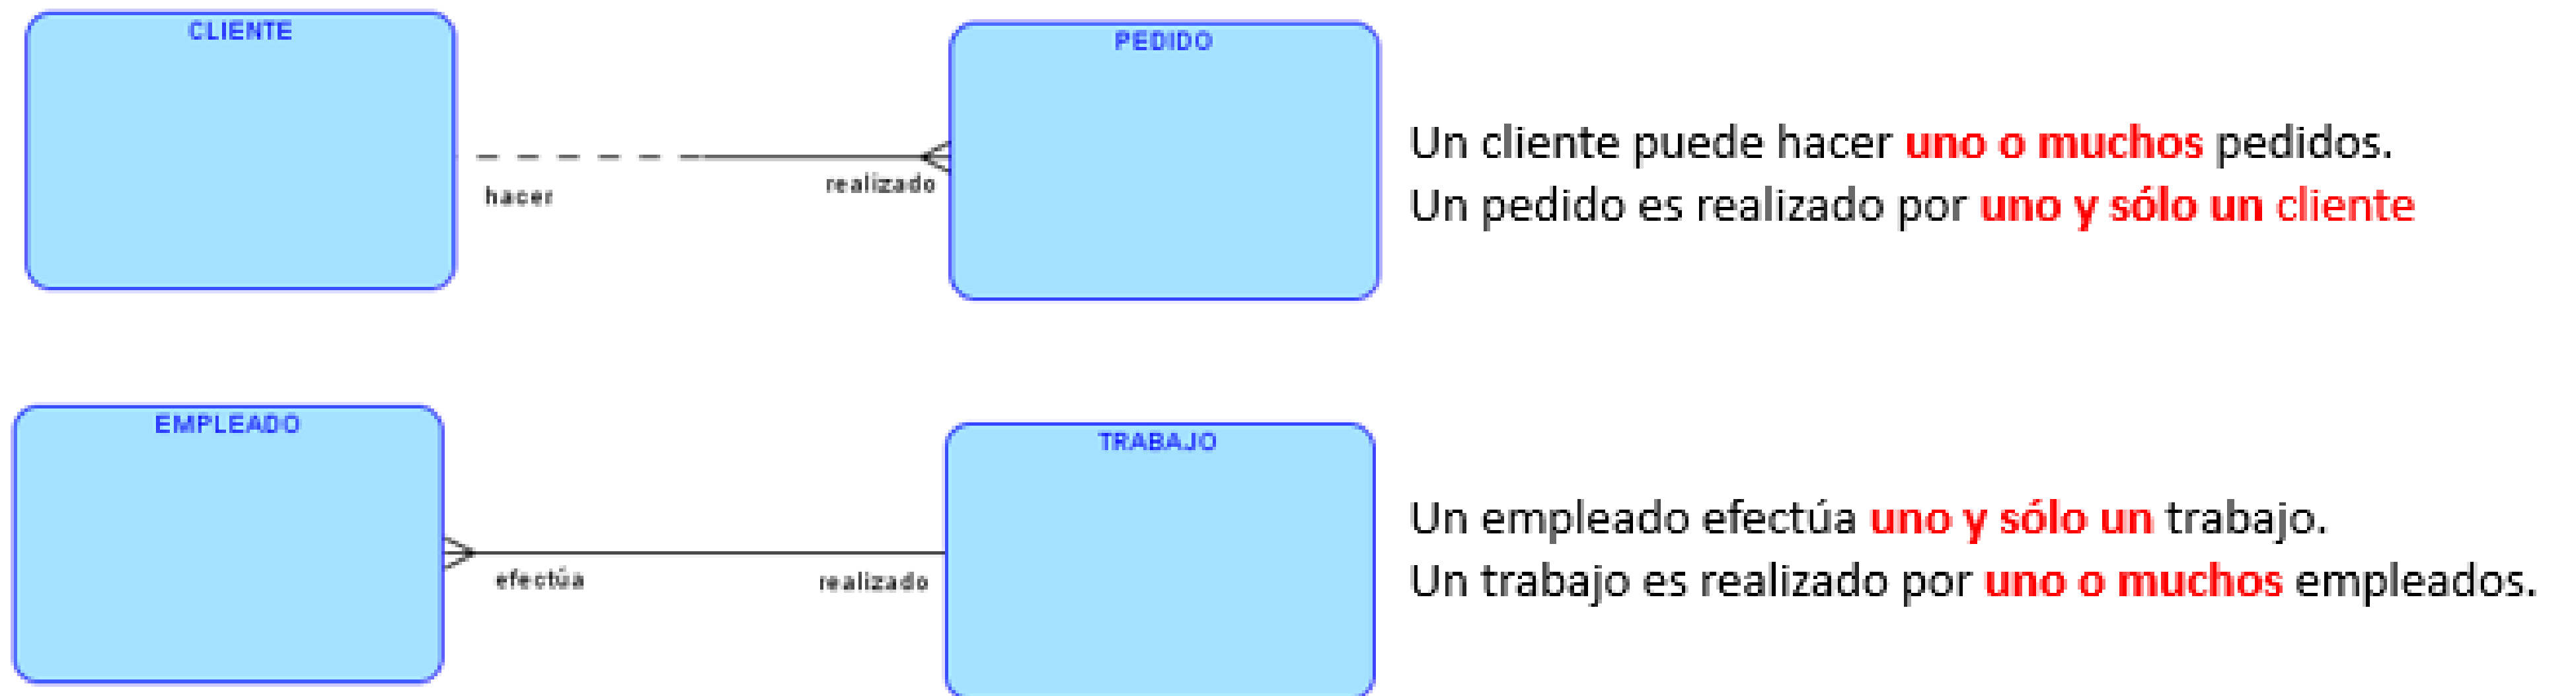 CLIENTE
PEDIDO
hacer
realizado
Un cliente puede hacer uno o muchos pedidos.
Un pedido es realizado por uno y sólo un cliente
EMPLEADO
TRABAJO
efectúa
realizado
Un empleado efectúa uno y sólo un trabajo.
Un trabajo es realizado por uno o muchos empleados.